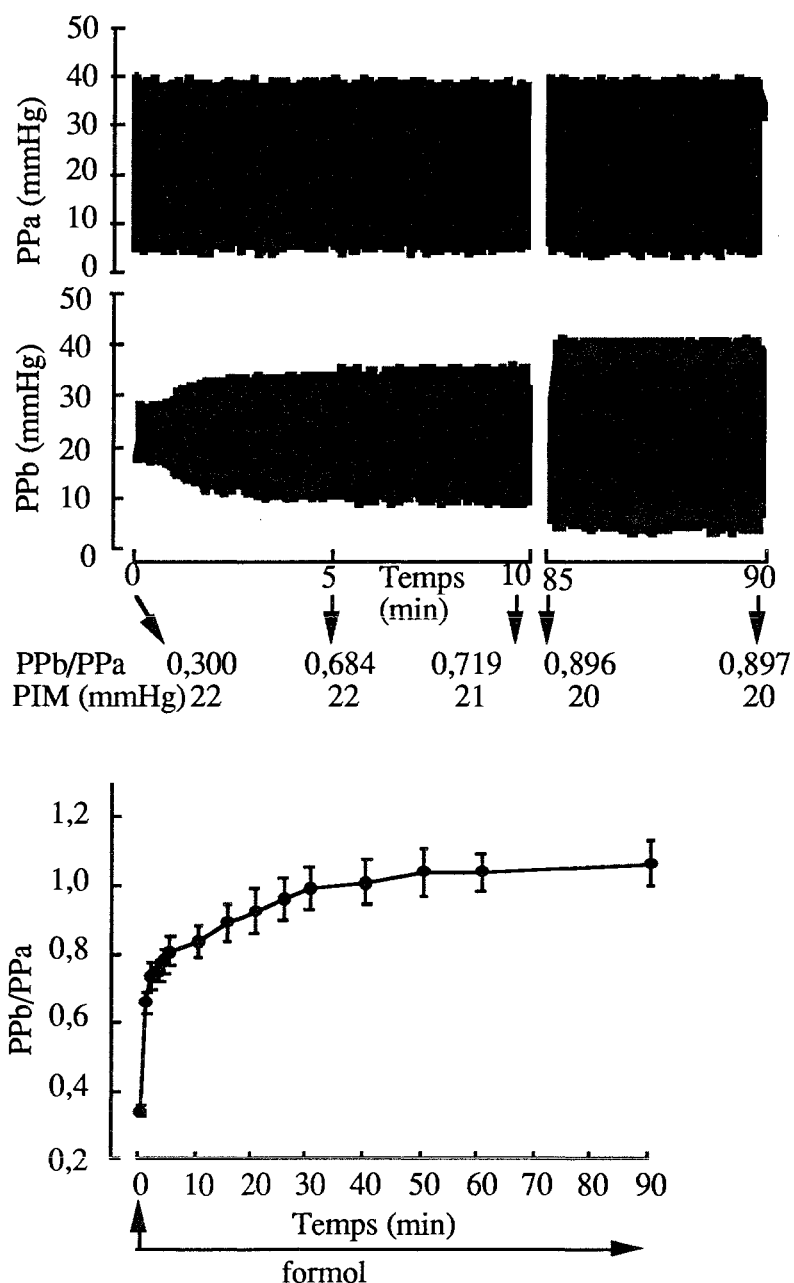 50
40
30
20
10
0
PPa (mmHg)
50
40
30
20
10
0
PPb (mmHg)
0 5 Temps 10 85 90
(min)
PPb/PPa 0,300 0,684 0,719 0,896 0,897
PIM (mmHg) 22 22 21 20 20
1,2
1,0
0,8
0,6
0,4
0,2
PPb/PPa
0 10 20 30 40 50 60 70 80 90
Temps (min)
formol